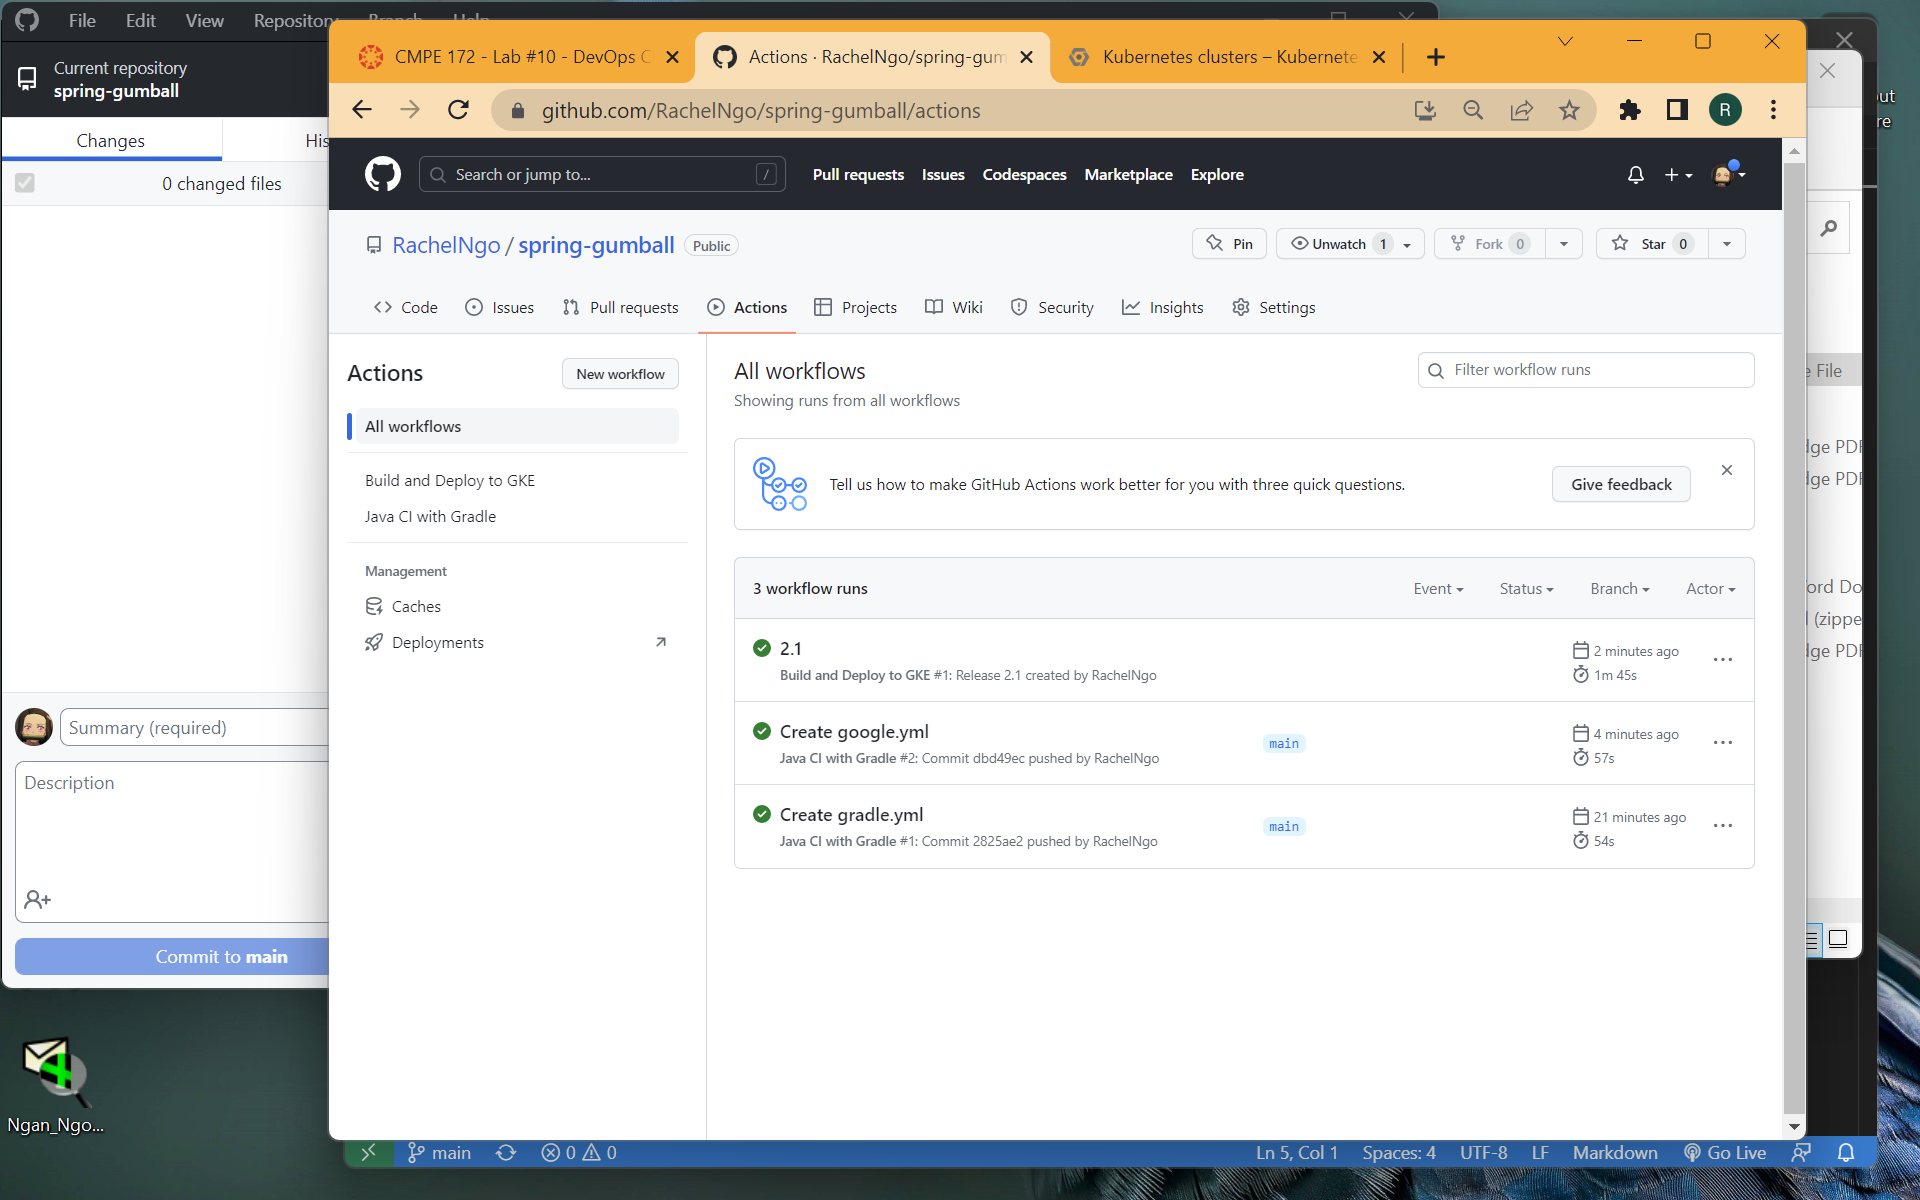 File Edit View Repository Branch Help
Current repository
spring-gumball
Changes
His
0 changed files
Summary (required)
Description
Commit to main
Ngan_Ngo...
CMPE 172 - Lab #10 - DevOps C
Actions · RachelNgo/spring-gum
Kubernetes clusters – Kubernete
github.com/RachelNgo/spring-gumball/actions
R
Search or jump to...
/
Pull requests Issues Codespaces Marketplace Explore
RachelNgo / spring-gumball Public
Pin
Unwatch 1
Fork 0
Star 0
Code Issues Pull requests Actions Projects Wiki Security Insights Settings
Actions
New workflow
All workflows
Build and Deploy to GKE
Java CI with Gradle
Management
Caches
Deployments
All workflows
Showing runs from all workflows
Filter workflow runs
Tell us how to make GitHub Actions work better for you with three quick questions.
Give feedback
3 workflow runs
Event Status Branch Actor
2.1
Build and Deploy to GKE #1: Release 2.1 created by RachelNgo
2 minutes ago
1m 45s
Create google.yml
Java CI with Gradle #2: Commit dbd49ec pushed by RachelNgo
main
4 minutes ago
57s
Create gradle.yml
Java CI with Gradle #1: Commit 2825ae2 pushed by RachelNgo
main
21 minutes ago
54s
out
re
e File
dge PDF
dge PDF
ord Do
(zippe
dge PDF
main
0 0
Ln 5, Col 1 Spaces: 4 UTF-8 LF Markdown Go Live